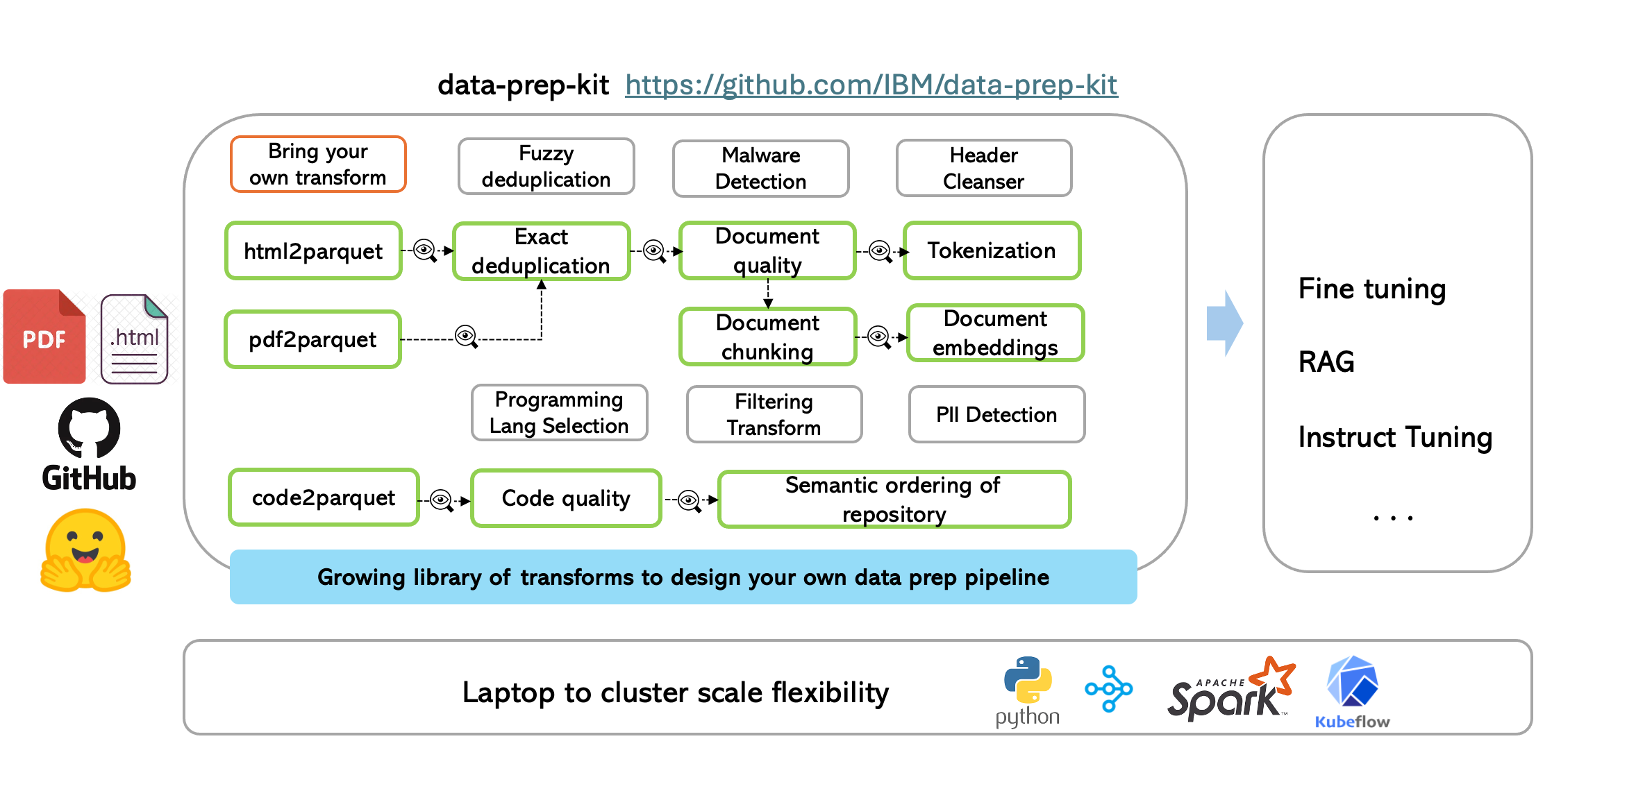 data-prep-kit https://github.com/IBM/data-prep-kit
Bring your
own transform
Fuzzy
deduplication
Malware
Detection
Header
Cleanser
html2parquet
Exact
deduplication
Document
quality
Tokenization
pdf2parquet
Document
chunking
Document
embeddings
Programming
Lang Selection
Filtering
Transform
PII Detection
code2parquet
Code quality
Semantic ordering of
repository
Growing library of transforms to design your own data prep pipeline
PDF
.html
GitHub
Fine tuning
RAG
Instruct Tuning
. . .
Laptop to cluster scale flexibility
python
APACHE
Spark™
Kubeflow